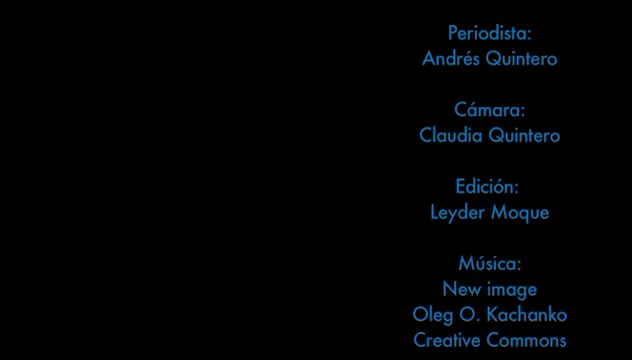 Periodista:
Andrés Quintero
Cámara:
Claudia Quintero
Edición:
Leyder Moque
Música:
New image
Oleg O. Kachanko
Creative Commons